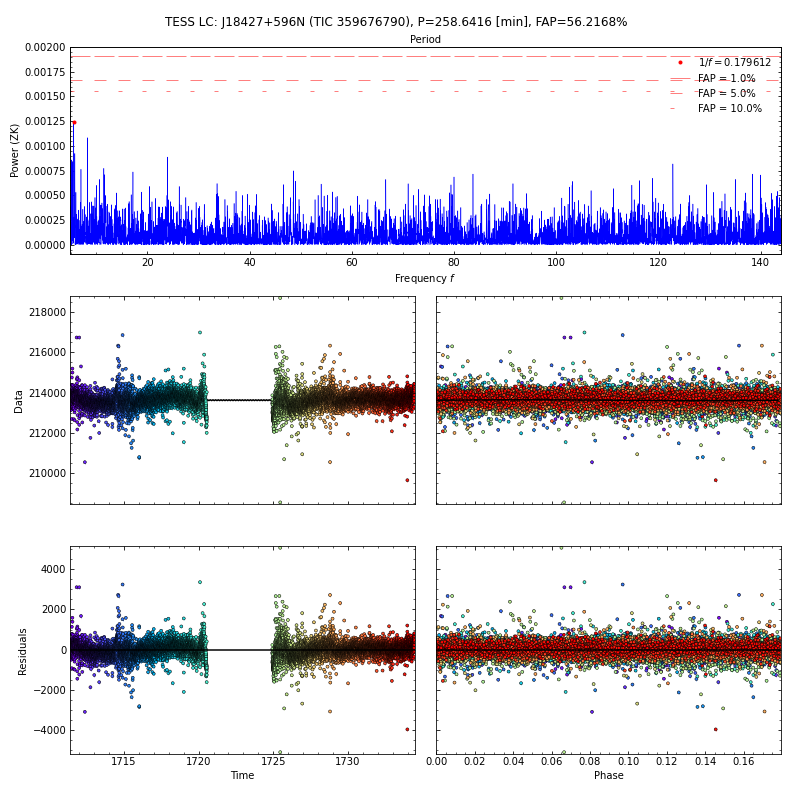 TESS LC: J18427+596N (TIC 359676790), P=258.6416 [min], FAP=56.2168%
Period
0.00200
0.00175
0.00150
0.00125
0.00100
0.00075
0.00050
0.00025
0.00000
Power (ZK)
1/f = 0.179612
FAP = 1.0%
FAP = 5.0%
FAP = 10.0%
20 40 60 80 100 120 140
Frequency f
218000
216000
214000
212000
210000
Data
4000
2000
0
−2000
−4000
Residuals
1715 1720 1725 1730
Time
0.00 0.02 0.04 0.06 0.08 0.10 0.12 0.14 0.16
Phase